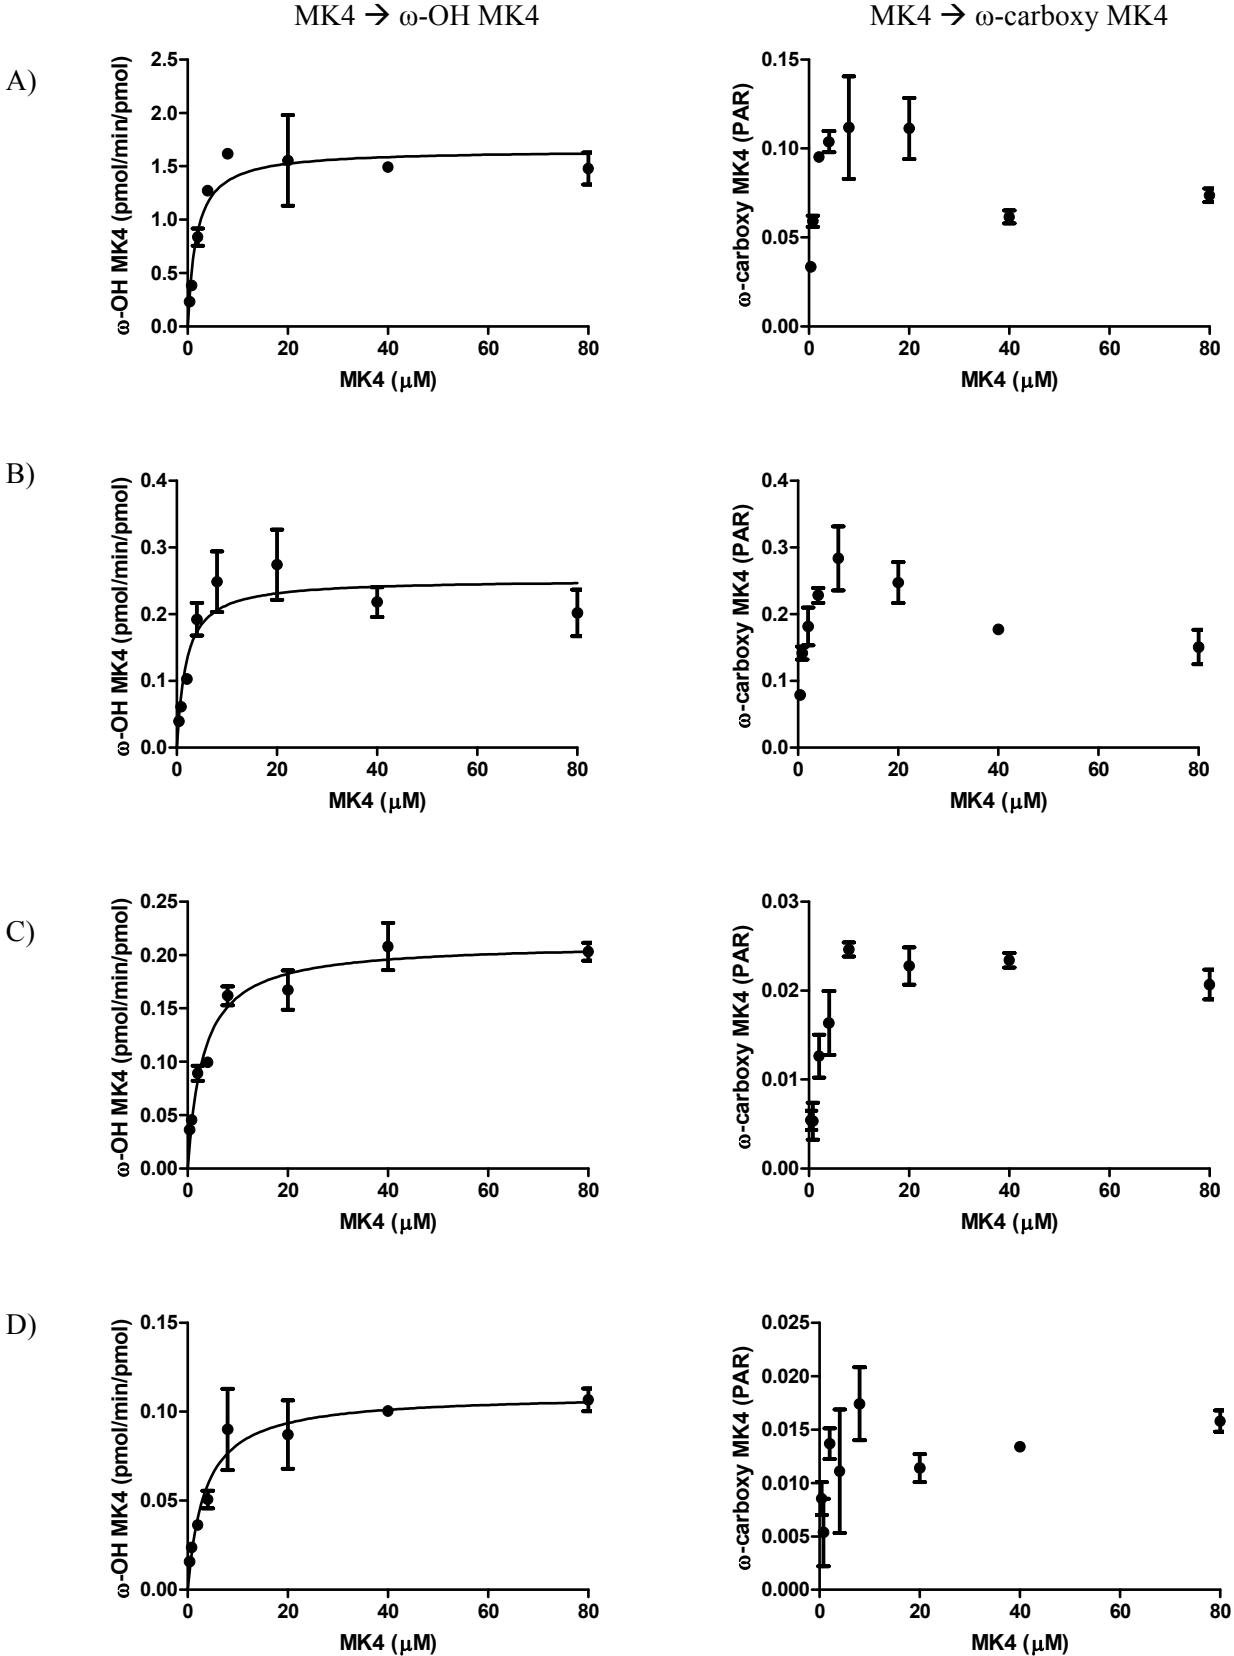 MK4 → ω-OH MK4
MK4 → ω-carboxy MK4
A)
ω-OH MK4 (pmol/min/pmol)
2.5
2.0
1.5
1.0
0.5
0.0
0 20 40 60 80
MK4 (μM)
ω-carboxy MK4 (PAR)
0.15
0.10
0.05
0.00
0 20 40 60 80
MK4 (μM)
B)
ω-OH MK4 (pmol/min/pmol)
0.4
0.3
0.2
0.1
0.0
0 20 40 60 80
MK4 (μM)
ω-carboxy MK4 (PAR)
0.4
0.3
0.2
0.1
0.0
0 20 40 60 80
MK4 (μM)
C)
ω-OH MK4 (pmol/min/pmol)
0.25
0.20
0.15
0.10
0.05
0.00
0 20 40 60 80
MK4 (μM)
ω-carboxy MK4 (PAR)
0.03
0.02
0.01
0.00
0 20 40 60 80
MK4 (μM)
D)
ω-OH MK4 (pmol/min/pmol)
0.15
0.10
0.05
0.00
0 20 40 60 80
MK4 (μM)
ω-carboxy MK4 (PAR)
0.025
0.020
0.015
0.010
0.005
0.000
0 20 40 60 80
MK4 (μM)